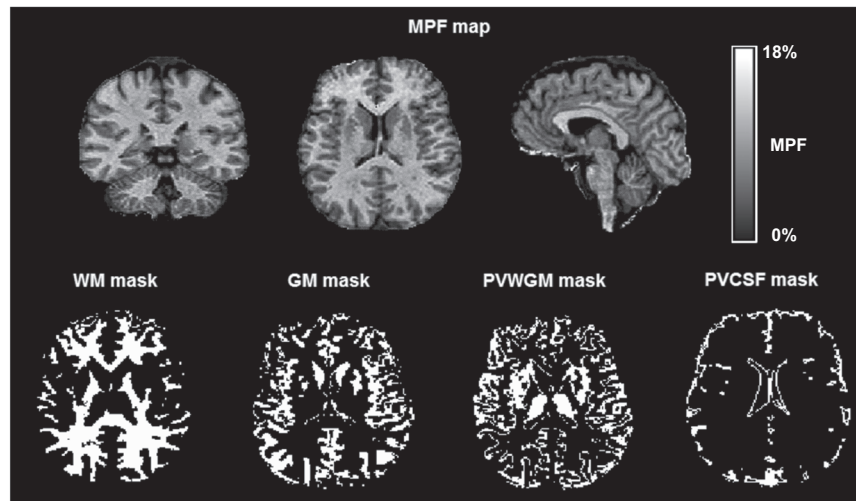 MPF map
18%
MPF
0%
WM mask
GM mask
PVWGM mask
PVCSF mask